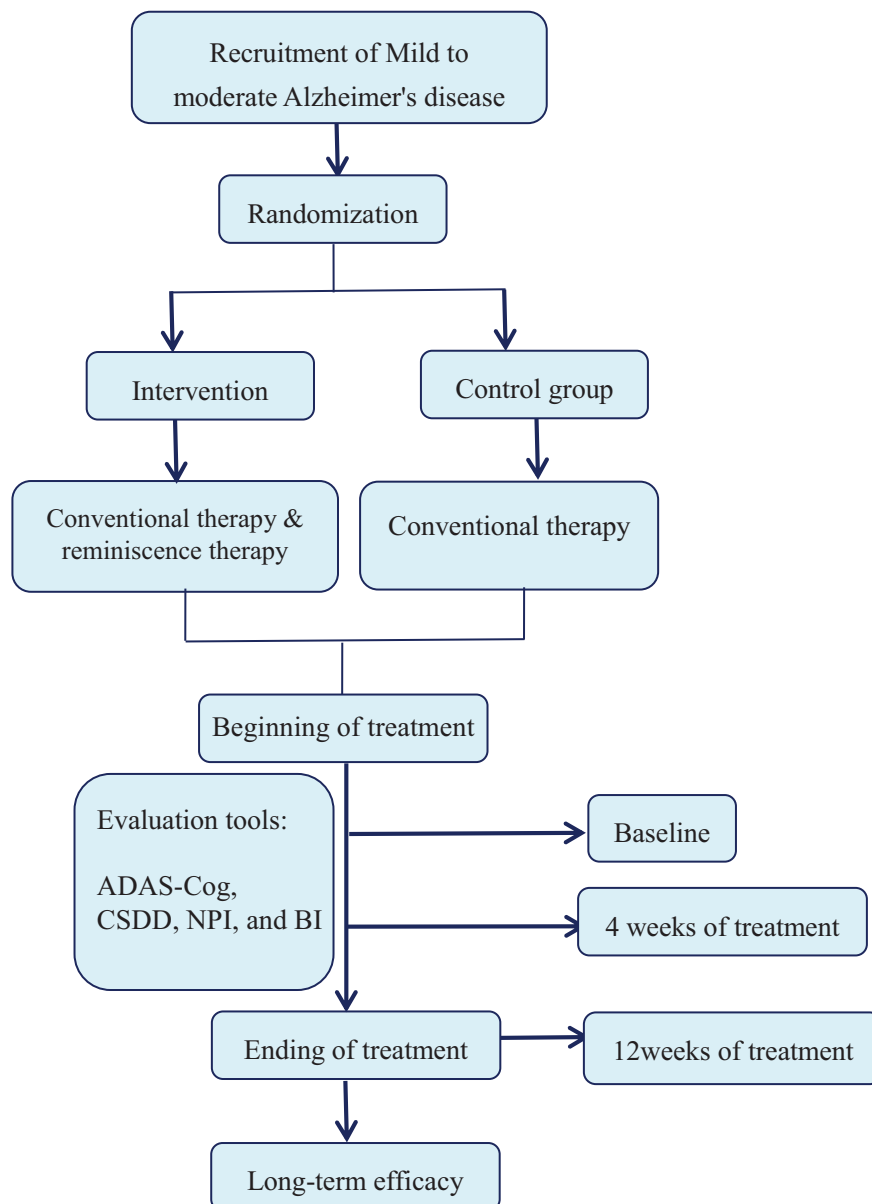 Recruitment of Mild to
moderate Alzheimer's disease
Randomization
Intervention
Control group
Conventional therapy &
reminiscence therapy
Conventional therapy
Beginning of treatment
Evaluation tools:
ADAS-Cog,
CSDD, NPI, and BI
Baseline
4 weeks of treatment
Ending of treatment
12weeks of treatment
Long-term efficacy